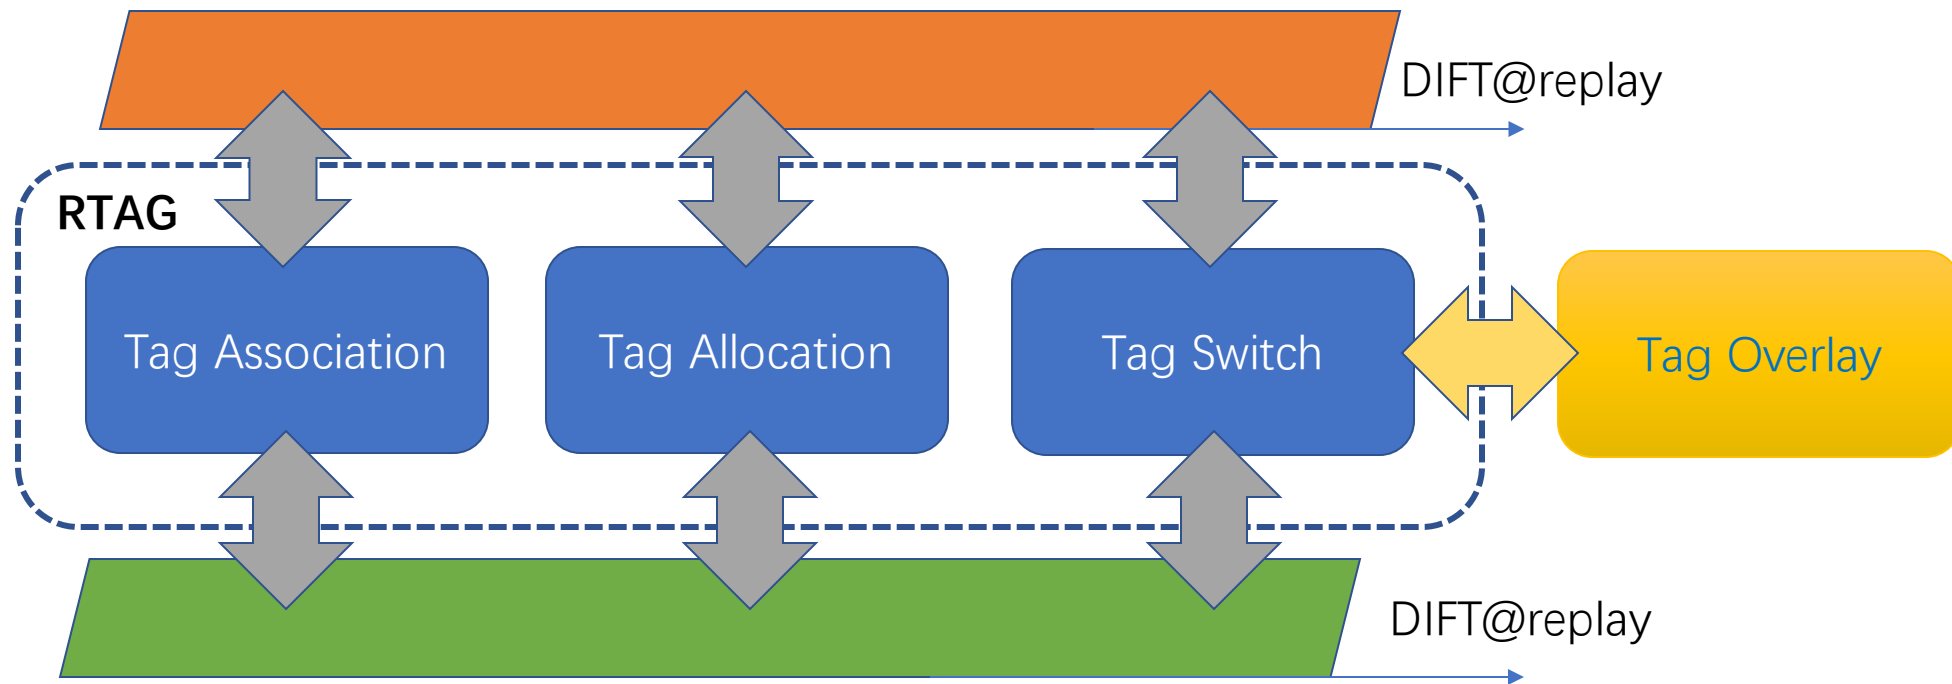 DIFT@replay
RTAG
Tag Association
Tag Allocation
Tag Switch
Tag Overlay
DIFT@replay